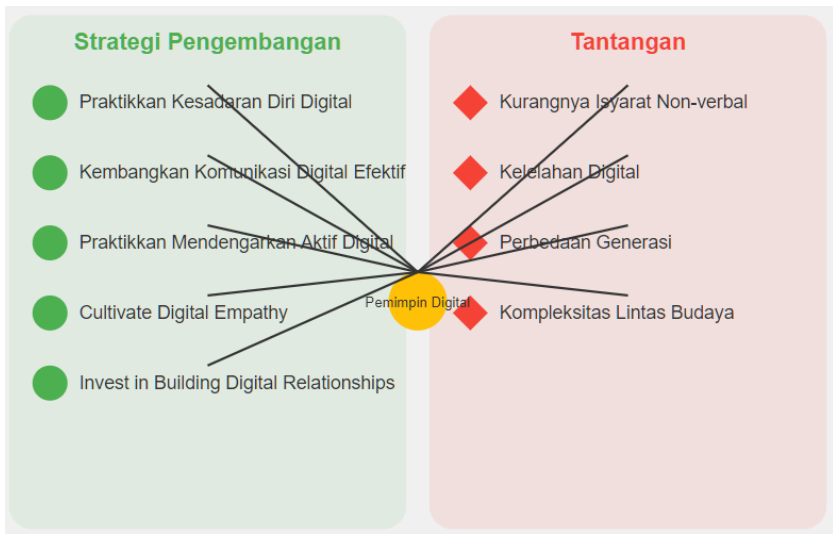 Strategi Pengembangan
Praktikkan Kesadaran Diri Digital
Kembangkan Komunikasi Digital Efektif
Praktikkan Mendengarkan Aktif Digital
Cultivate Digital Empathy
Invest in Building Digital Relationships
Pemimpin Digital
Tantangan
Kurangnya Isyarat Non-verbal
Kelelahan Digital
Perbedaan Generasi
Kompleksitas Lintas Budaya